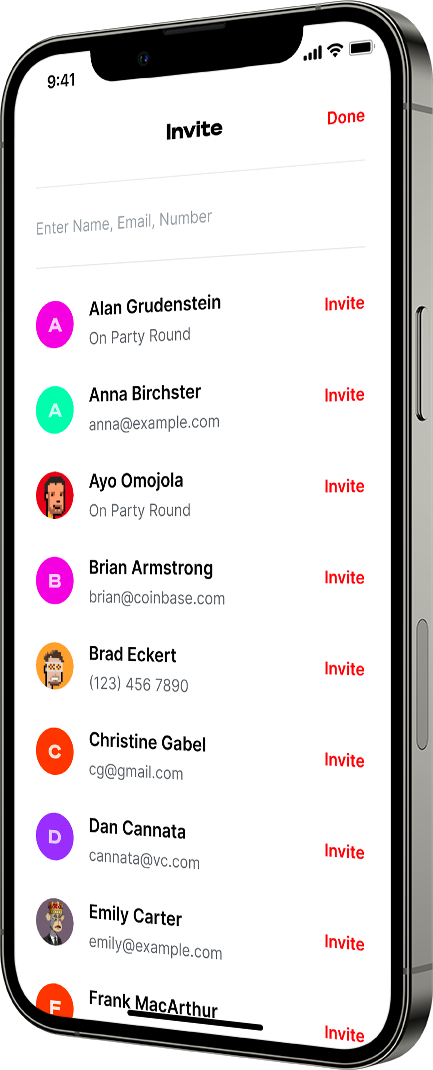 9:41
Invite
Done
Enter Name, Email, Number
A
Alan Grudenstein
On Party Round
Invite
A
Anna Birchster
anna@example.com
Invite
Ayo Omojola
On Party Round
Invite
B
Brian Armstrong
brian@coinbase.com
Invite
Brad Eckert
(123) 456 7890
Invite
C
Christine Gabel
cg@gmail.com
Invite
D
Dan Cannata
cannata@vc.com
Invite
Emily Carter
emily@example.com
Invite
F
Frank MacArthur
Invite